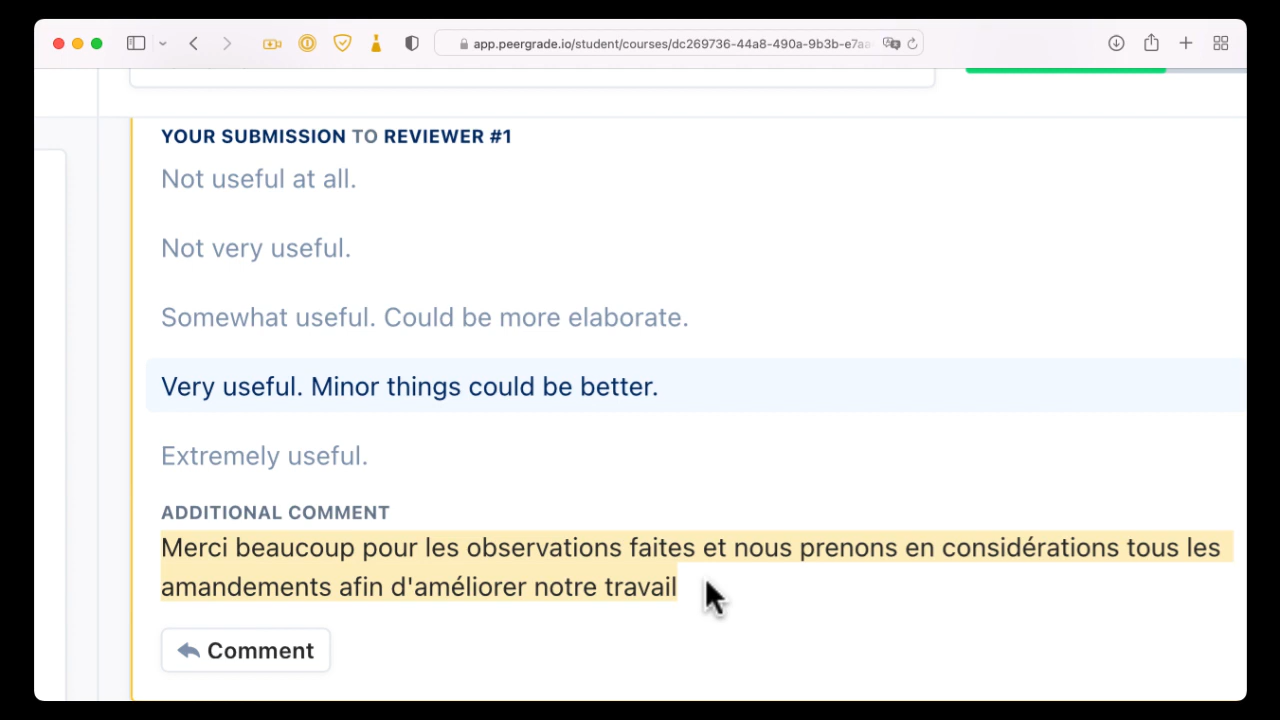 app.peergrade.io/student/courses/dc269736-44a8-490a-9b3b-e7aa
YOUR SUBMISSION TO REVIEWER #1
Not useful at all.
Not very useful.
Somewhat useful. Could be more elaborate.
Very useful. Minor things could be better.
Extremely useful.
ADDITIONAL COMMENT
Merci beaucoup pour les observations faites et nous prenons en considérations tous les
amandements afin d'améliorer notre travail
Comment